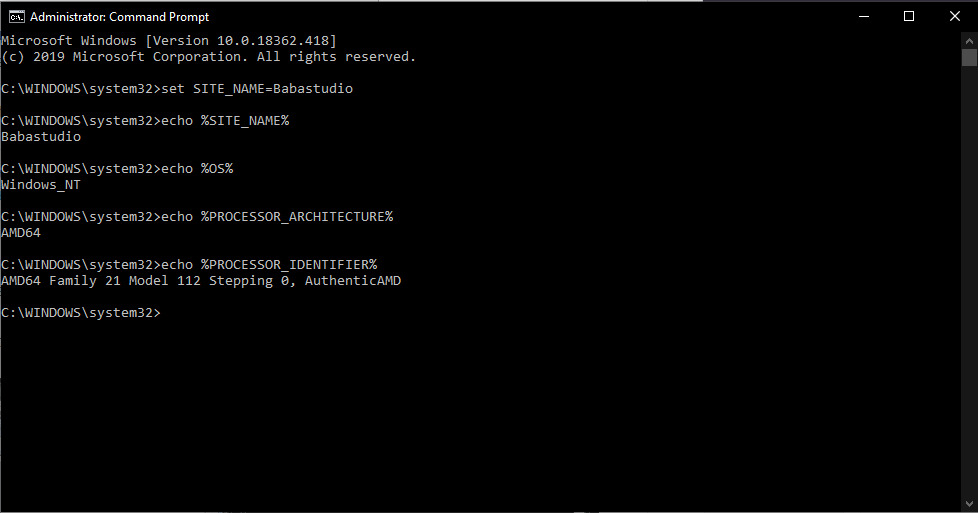 Administrator: Command Prompt
Microsoft Windows [Version 10.0.18362.418]
(c) 2019 Microsoft Corporation. All rights reserved.
C:\WINDOWS\system32>set SITE_NAME=Babastudio
C:\WINDOWS\system32>echo %SITE_NAME%
Babastudio
C:\WINDOWS\system32>echo %OS%
Windows_NT
C:\WINDOWS\system32>echo %PROCESSOR_ARCHITECTURE%
AMD64
C:\WINDOWS\system32>echo %PROCESSOR_IDENTIFIER%
AMD64 Family 21 Model 112 Stepping 0, AuthenticAMD
C:\WINDOWS\system32>